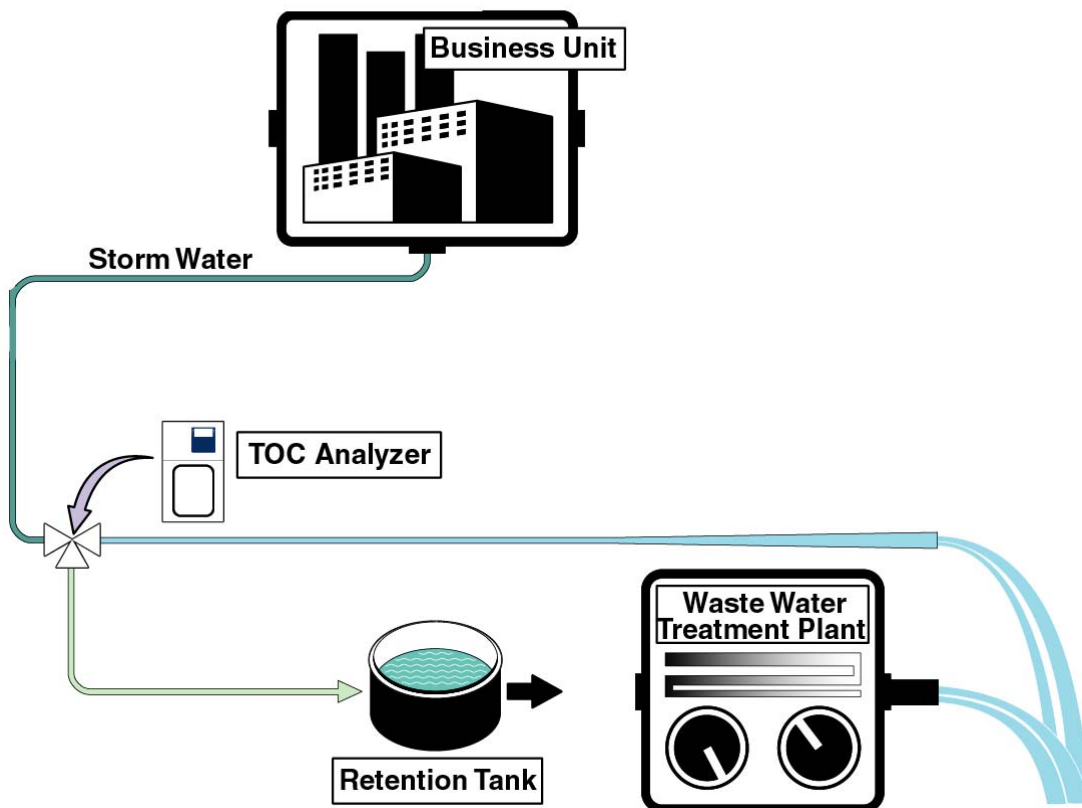 Business Unit
Storm Water
TOC Analyzer
Waste Water
Treatment Plant
Retention Tank